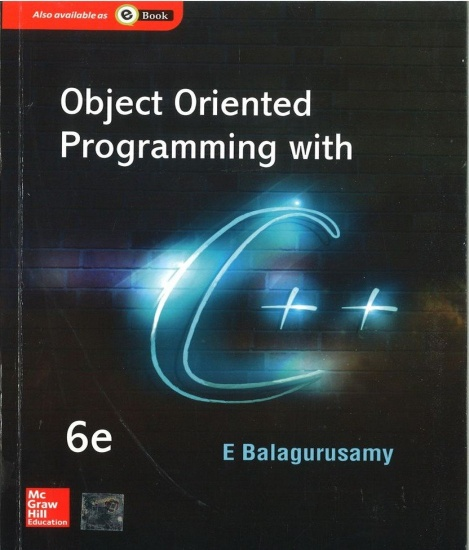 Also available as e Book
Object Oriented
Programming with
C++
6e
E Balagurusamy
Mc
Graw
Hill
Education